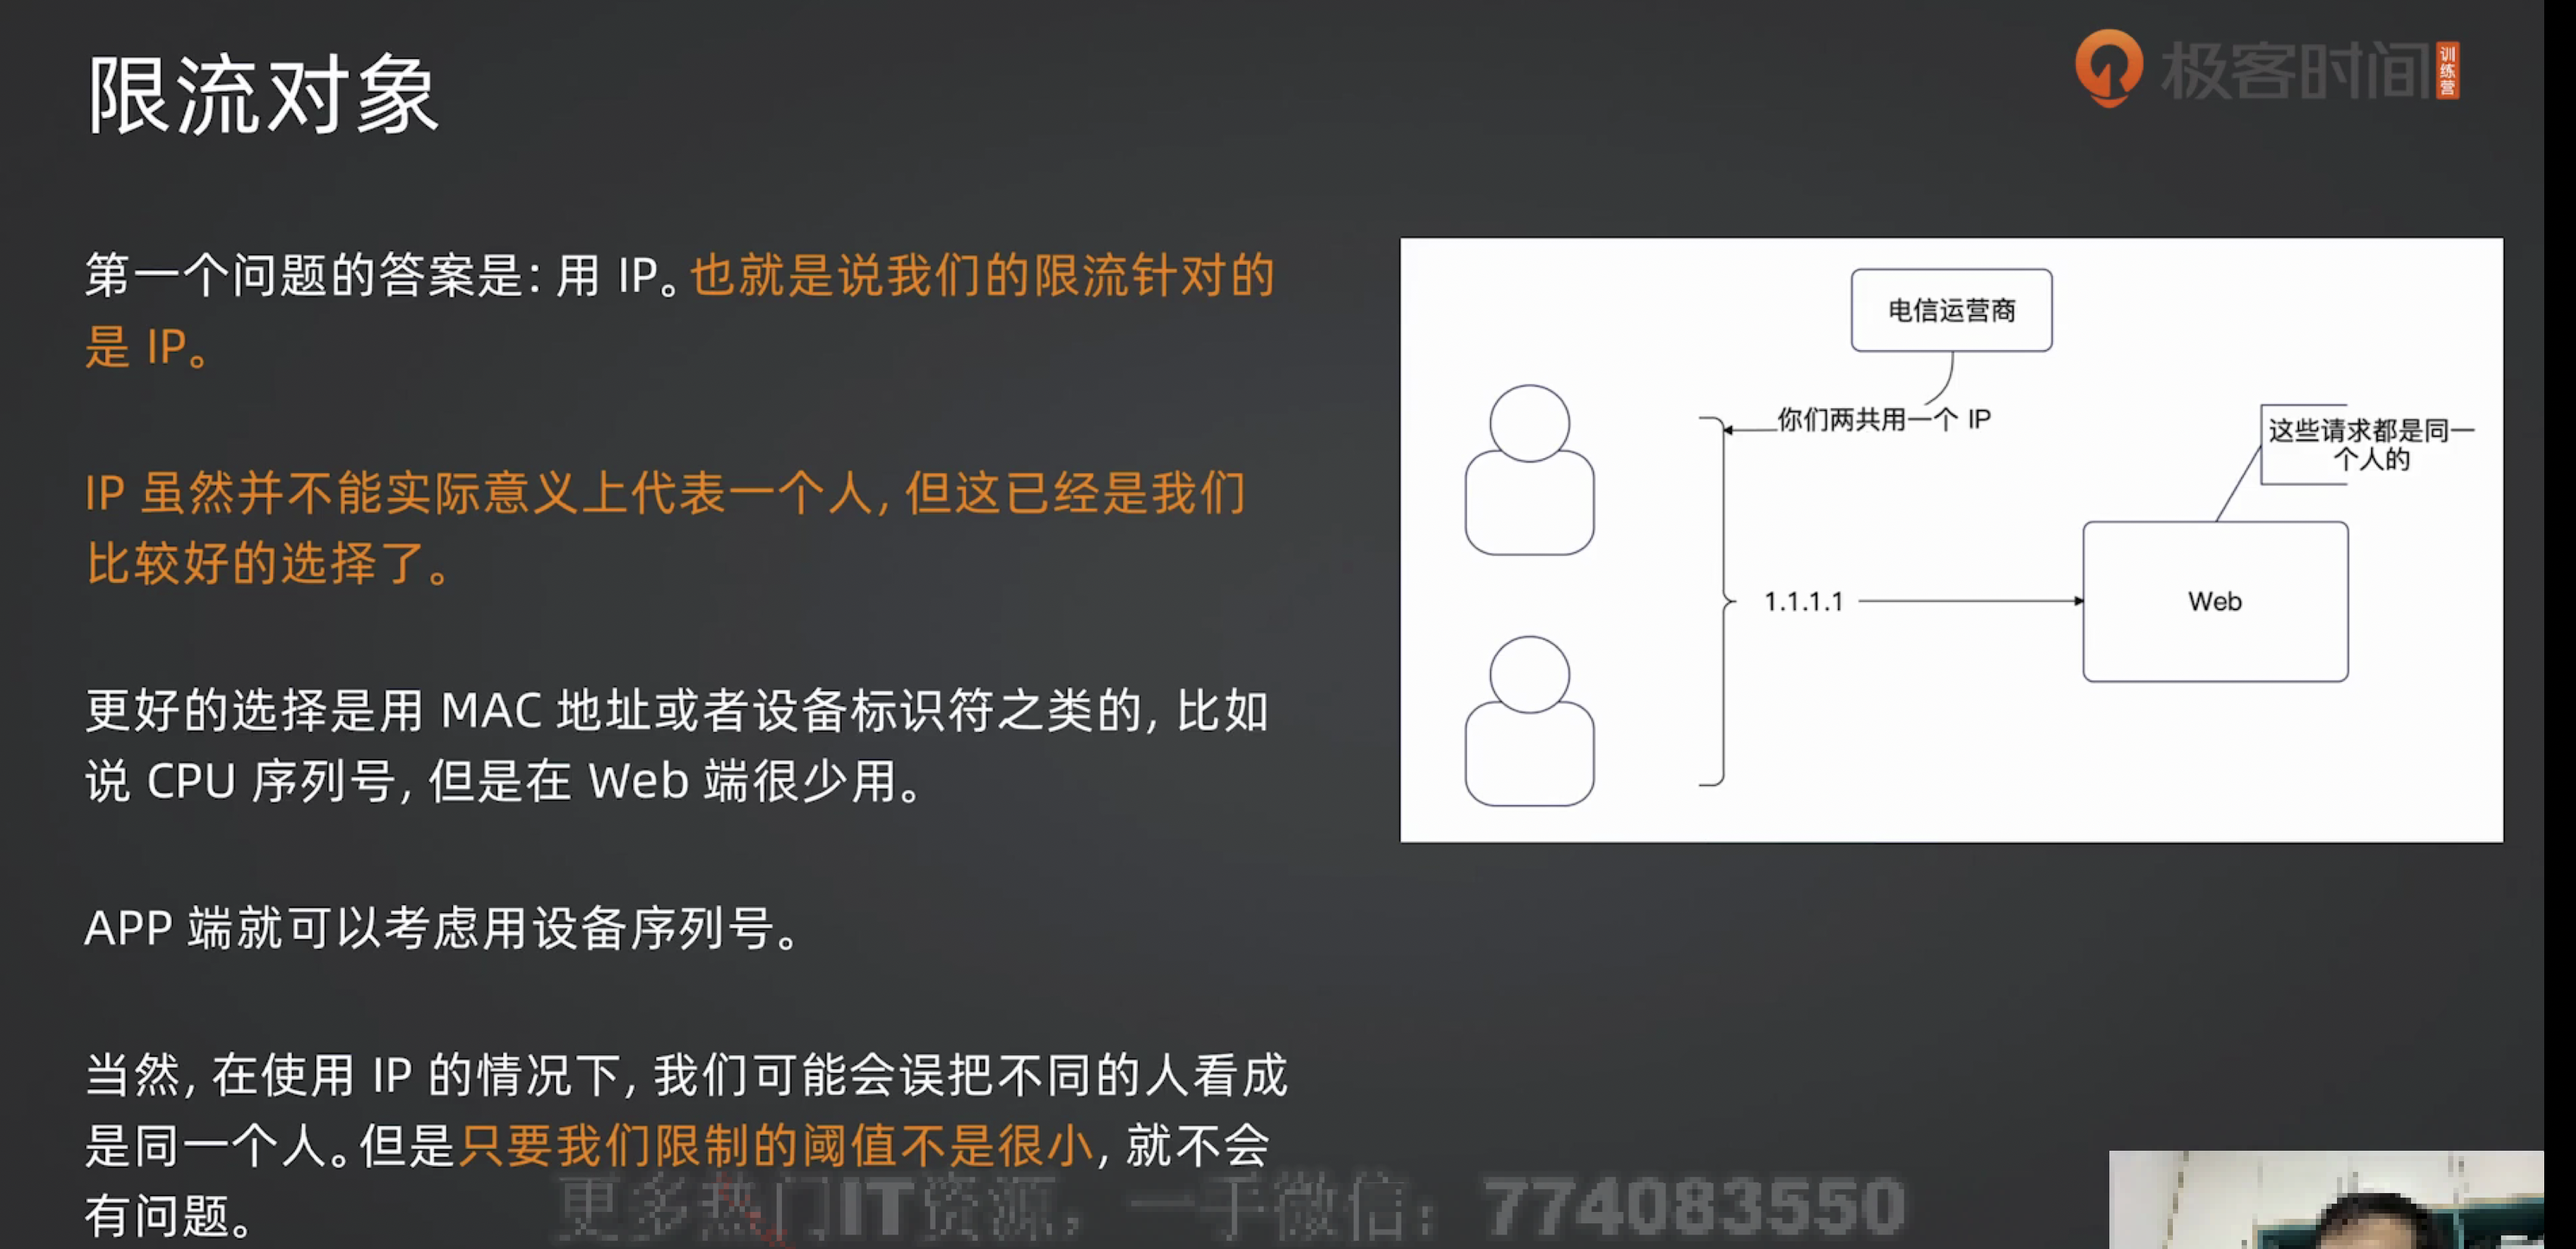 限流对象
极客时间
训练营
第一个问题的答案是：用 IP。也就是说我们的限流针对的
是 IP。
IP 虽然并不能实际意义上代表一个人，但这已经是我们
比较好的选择了。
更好的选择是用 MAC 地址或者设备标识符之类的，比如
说 CPU 序列号，但是在 Web 端很少用。
APP 端就可以考虑用设备序列号。
当然，在使用 IP 的情况下，我们可能会误把不同的人看成
是同一个人。但是只要我们限制的阈值不是很小，就不会
有问题。
电信运营商
你们两共用一个 IP
这些请求都是同一
个人的
1.1.1.1
Web
更多热门IT资源，一手微信：774083550